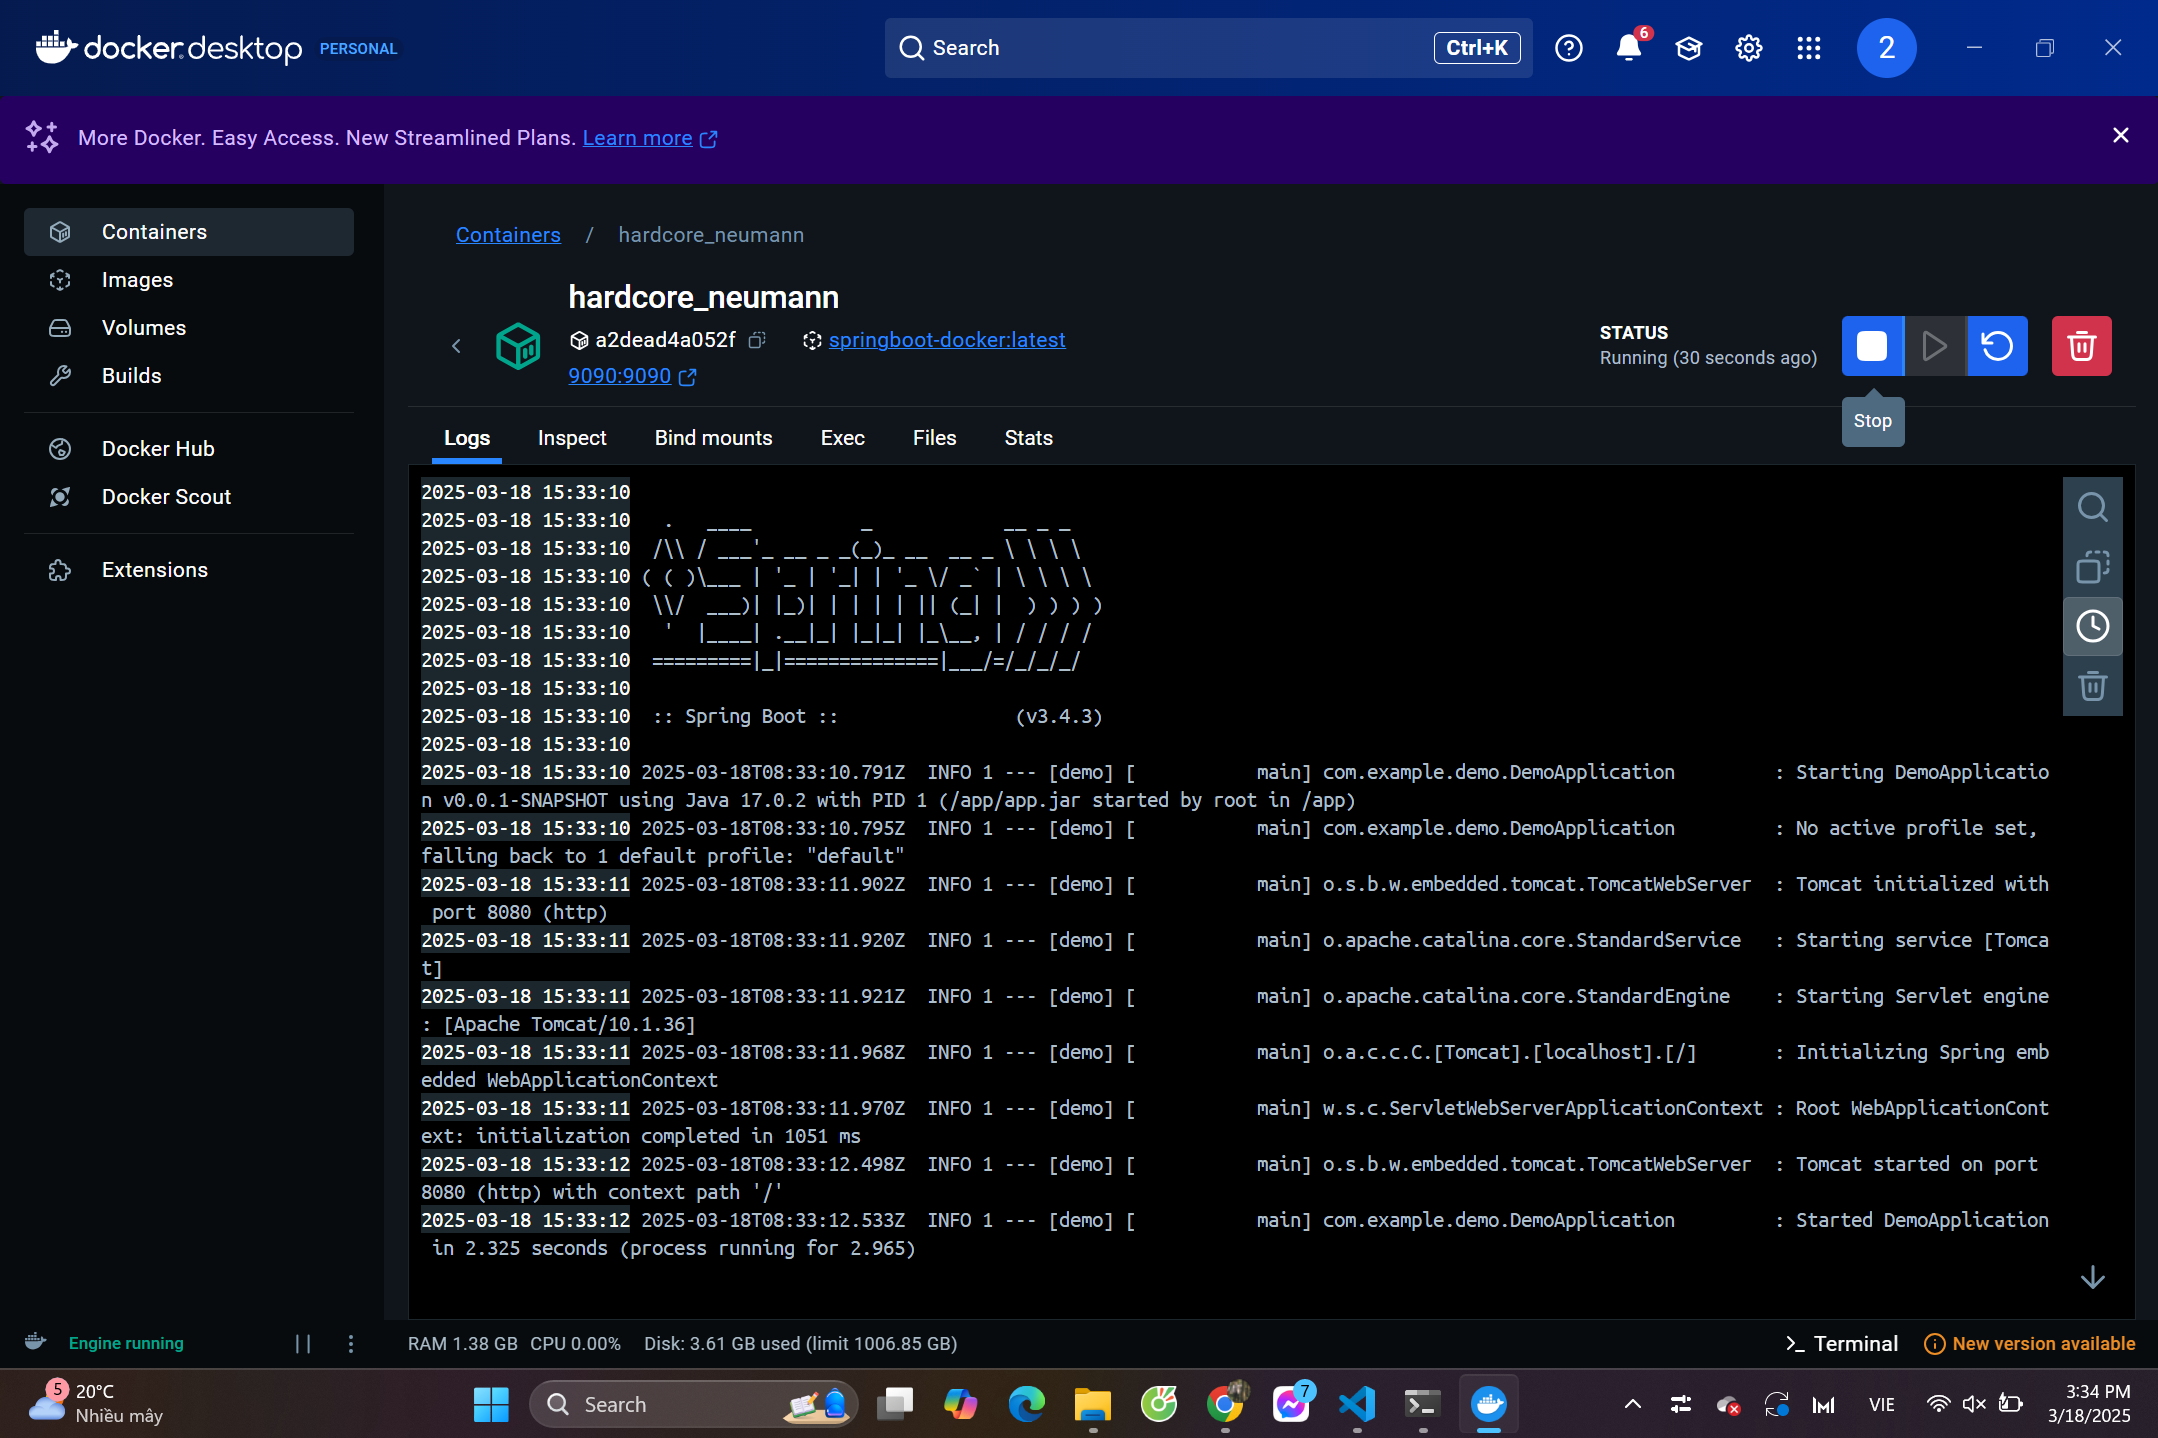 docker desktop PERSONAL
Search Ctrl+K
6
2
More Docker. Easy Access. New Streamlined Plans. Learn more
Containers
Images
Volumes
Builds
Docker Hub
Docker Scout
Extensions
Containers / hardcore_neumann
hardcore_neumann
a2dead4a052f springboot-docker:latest
9090:9090
STATUS
Running (30 seconds ago)
Stop
Logs Inspect Bind mounts Exec Files Stats
2025-03-18 15:33:10
2025-03-18 15:33:10   .   ____          _            __ _ _
2025-03-18 15:33:10  /\\ / ___'_ __ _ _(_)_ __  __ _ \ \ \ \
2025-03-18 15:33:10 ( ( )\___ | '_ | '_| | '_ \/ _` | \ \ \ \
2025-03-18 15:33:10  \\/  ___)| |_)| | | | | || (_| |  ) ) ) )
2025-03-18 15:33:10   '  |____| .__|_| |_|_| |_\__, | / / / /
2025-03-18 15:33:10  =========|_|==============|___/=/_/_/_/
2025-03-18 15:33:10
2025-03-18 15:33:10  :: Spring Boot ::                (v3.4.3)
2025-03-18 15:33:10
2025-03-18 15:33:10 2025-03-18T08:33:10.791Z  INFO 1 --- [demo] [           main] com.example.demo.DemoApplication         : Starting DemoApplicatio
n v0.0.1-SNAPSHOT using Java 17.0.2 with PID 1 (/app/app.jar started by root in /app)
2025-03-18 15:33:10 2025-03-18T08:33:10.795Z  INFO 1 --- [demo] [           main] com.example.demo.DemoApplication         : No active profile set,
falling back to 1 default profile: "default"
2025-03-18 15:33:11 2025-03-18T08:33:11.902Z  INFO 1 --- [demo] [           main] o.s.b.w.embedded.tomcat.TomcatWebServer  : Tomcat initialized with
 port 8080 (http)
2025-03-18 15:33:11 2025-03-18T08:33:11.920Z  INFO 1 --- [demo] [           main] o.apache.catalina.core.StandardService   : Starting service [Tomca
t]
2025-03-18 15:33:11 2025-03-18T08:33:11.921Z  INFO 1 --- [demo] [           main] o.apache.catalina.core.StandardEngine    : Starting Servlet engine
: [Apache Tomcat/10.1.36]
2025-03-18 15:33:11 2025-03-18T08:33:11.968Z  INFO 1 --- [demo] [           main] o.a.c.c.C.[Tomcat].[localhost].[/]       : Initializing Spring emb
edded WebApplicationContext
2025-03-18 15:33:11 2025-03-18T08:33:11.970Z  INFO 1 --- [demo] [           main] w.s.c.ServletWebServerApplicationContext : Root WebApplicationCont
ext: initialization completed in 1051 ms
2025-03-18 15:33:12 2025-03-18T08:33:12.498Z  INFO 1 --- [demo] [           main] o.s.b.w.embedded.tomcat.TomcatWebServer  : Tomcat started on port
8080 (http) with context path '/'
2025-03-18 15:33:12 2025-03-18T08:33:12.533Z  INFO 1 --- [demo] [           main] com.example.demo.DemoApplication         : Started DemoApplication
 in 2.325 seconds (process running for 2.965)
Engine running
RAM 1.38 GB CPU 0.00% Disk: 3.61 GB used (limit 1006.85 GB)
>_ Terminal
New version available
5
20°C
Nhiều mây
Search
7
VIE
3:34 PM
3/18/2025